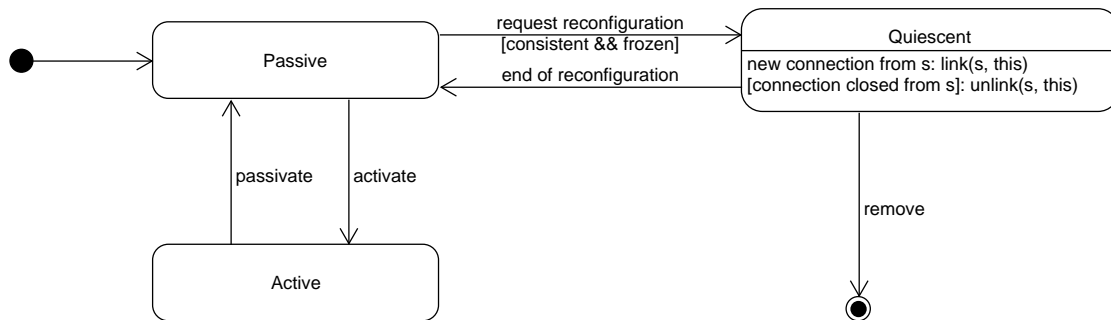 request reconfiguration
[consistent && frozen]
Passive
Quiescent
new connection from s: link(s, this)
[connection closed from s]: unlink(s, this)
end of reconfiguration
passivate
activate
remove
Active